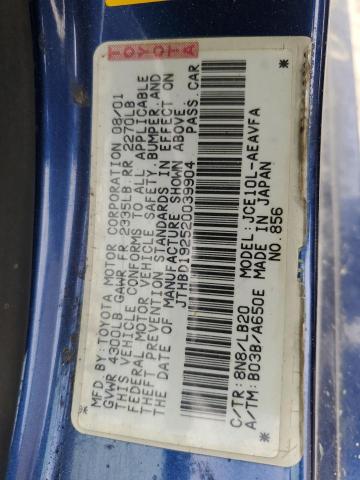 TOYOTA
MFD BY: TOYOTA MOTOR CORPORATION 08/01
GVWR 4300LB GAWR FR 2335LB RR 2270LB
THIS VEHICLE CONFORMS TO ALL APPLICABLE
FEDERAL MOTOR VEHICLE SAFETY, BUMPER, AND
THEFT PREVENTION STANDARDS IN EFFECT ON
THE DATE OF MANUFACTURE SHOWN ABOVE.
JTHBD192520039904 PASS. CAR
C/TR: 8N8/LB20 MODEL: JCE10L-AEAVFA
A/TM: B03B/A650E MADE IN JAPAN
NO. 856